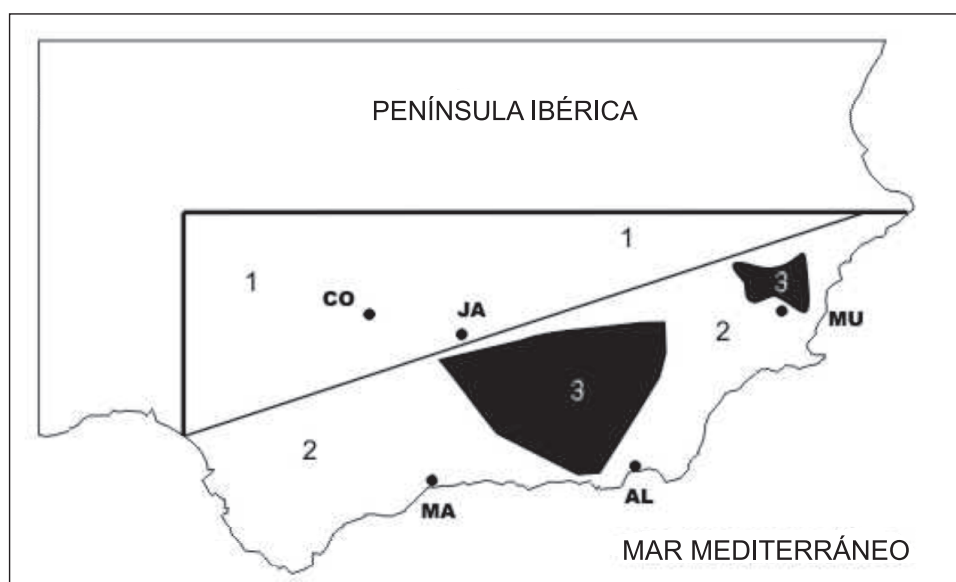 PENÍNSULA IBÉRICA
1
1
CO
JA
3
2
MU
3
2
MA
AL
MAR MEDITERRÁNEO